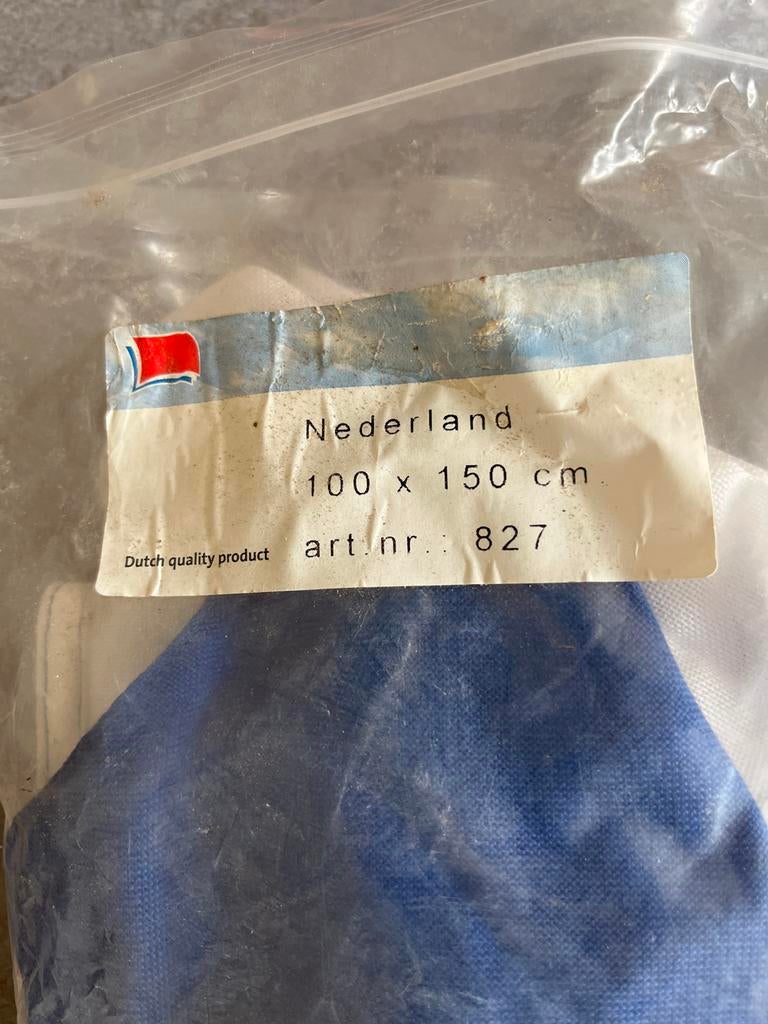 Nederland
100 x 150 cm
art.nr.: 827
Dutch quality product